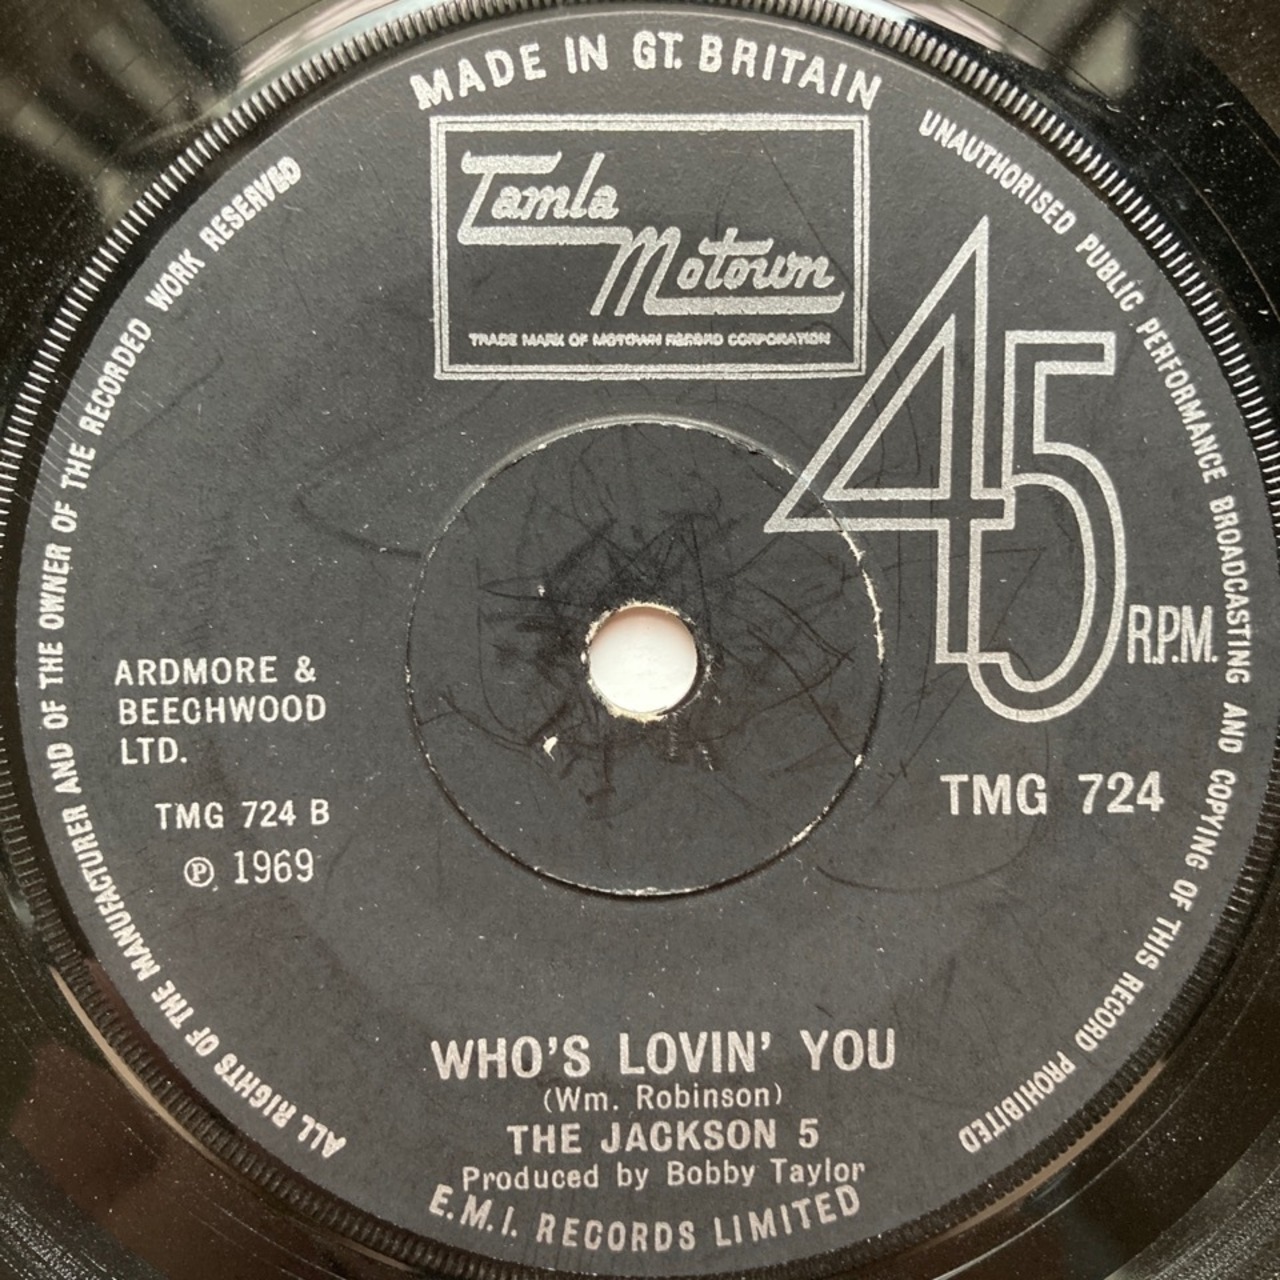 MADE IN GT. BRITAIN
Tamla
Motown
TRADE MARK OF MOTOWN RECORD CORPORATION
UNAUTHORISED PUBLIC PERFORMANCE BROADCASTING AND COPYING OF THIS RECORD PROHIBITED
ALL RIGHTS OF THE MANUFACTURER AND OF THE OWNER OF THE RECORDED WORK RESERVED
45 R.P.M.
ARDMORE &
BEECHWOOD
LTD.
TMG 724 B
℗ 1969
TMG 724
WHO'S LOVIN' YOU
(Wm. Robinson)
THE JACKSON 5
Produced by Bobby Taylor
E.M.I. RECORDS LIMITED